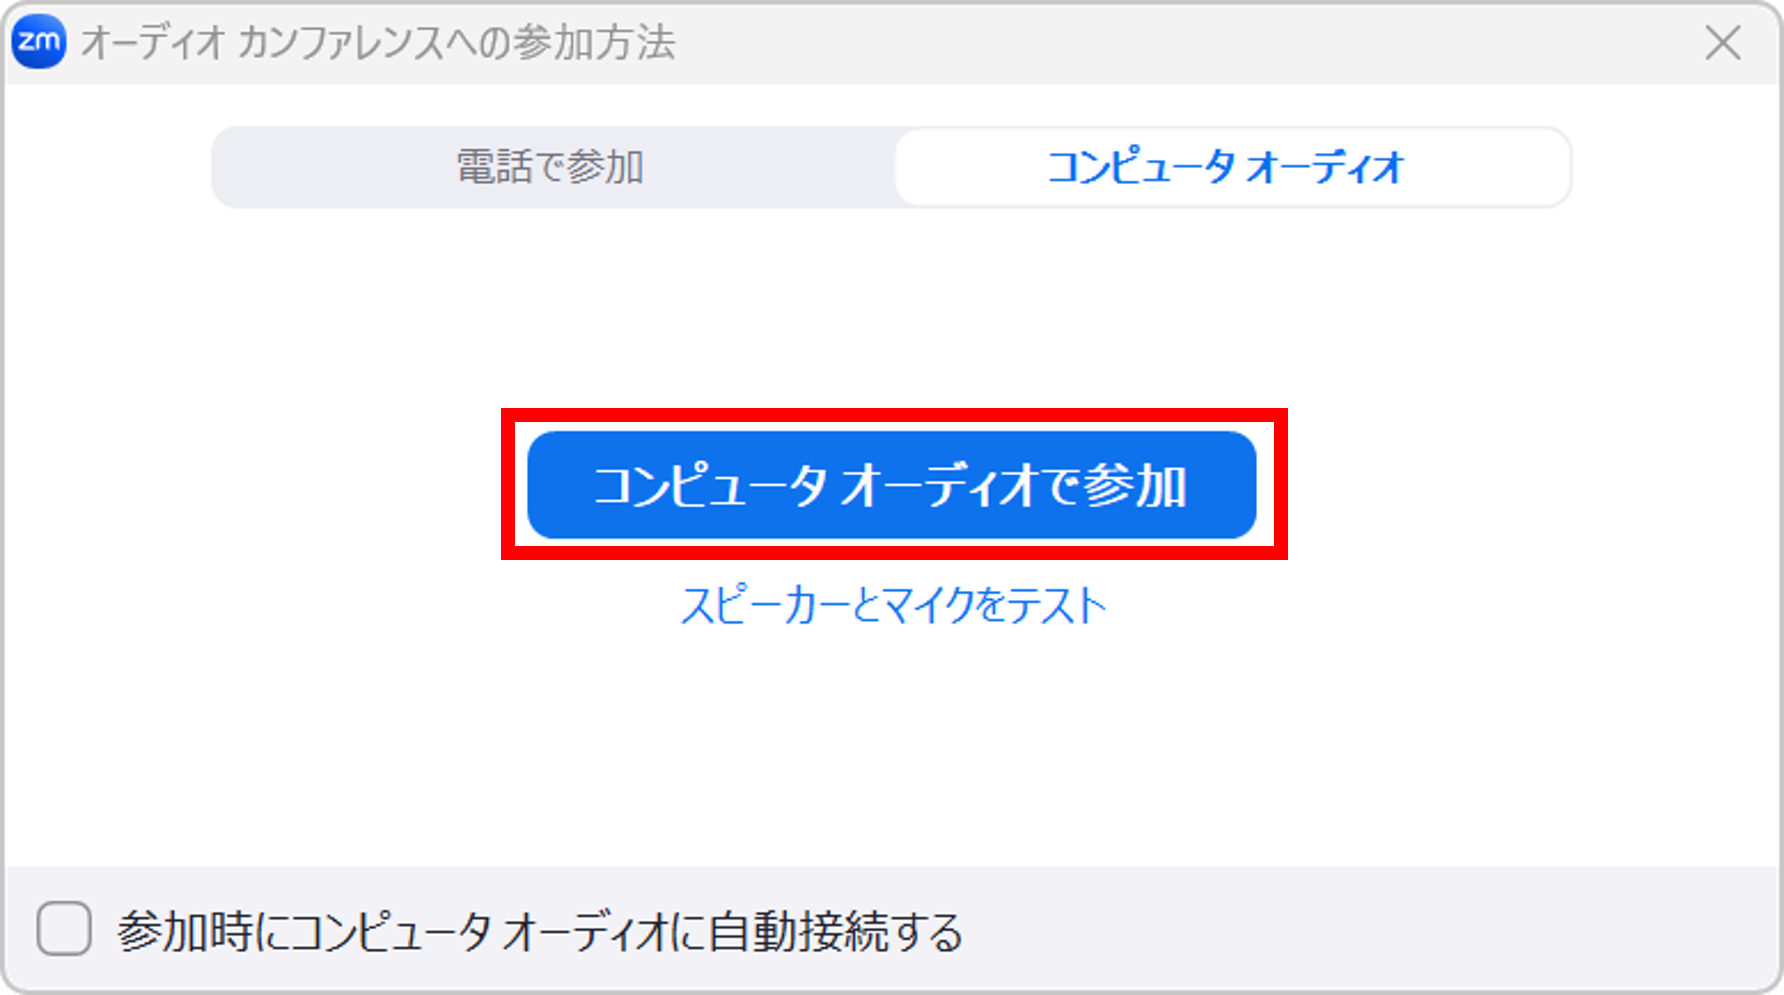 zm オーディオ カンファレンスへの参加方法
電話で参加 コンピュータ オーディオ
コンピュータ オーディオで参加
スピーカーとマイクをテスト
参加時にコンピュータ オーディオに自動接続する